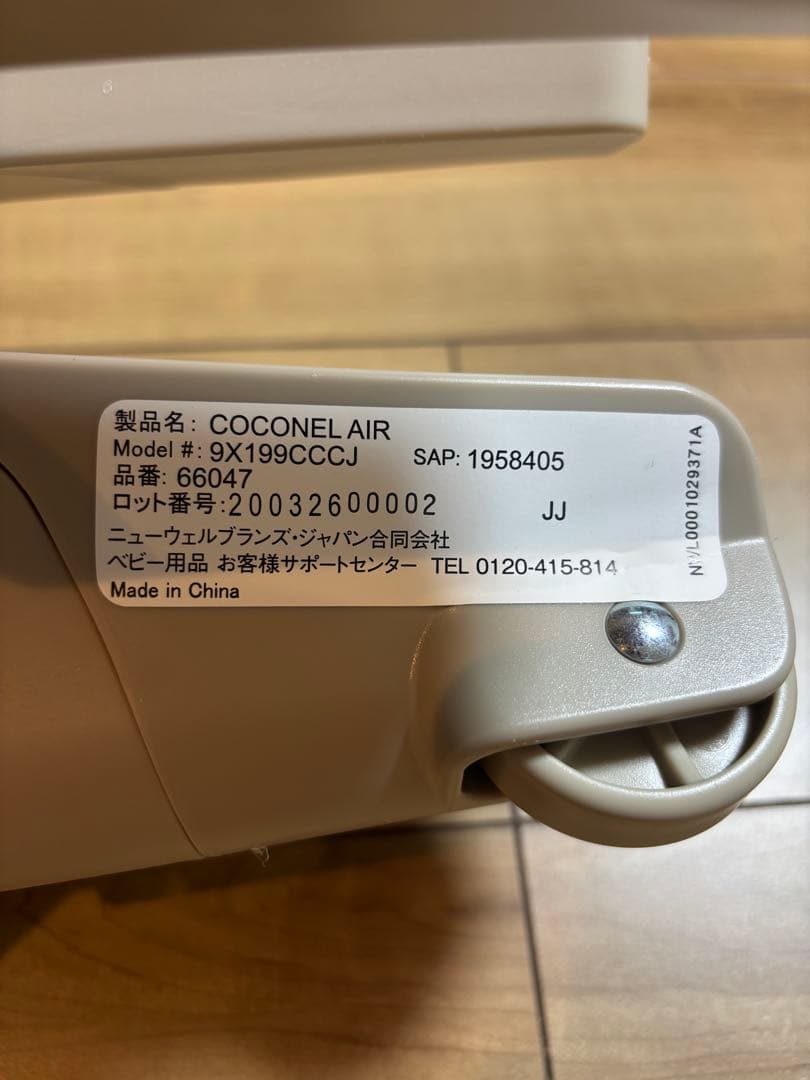 製品名: COCONEL AIR
Model #: 9X199CCCJ SAP: 1958405
品番: 66047
ロット番号:20032600002 JJ
ニューウェルブランズ・ジャパン合同会社
ベビー用品 お客様サポートセンター TEL 0120-415-814
Made in China
NWL0001029371A